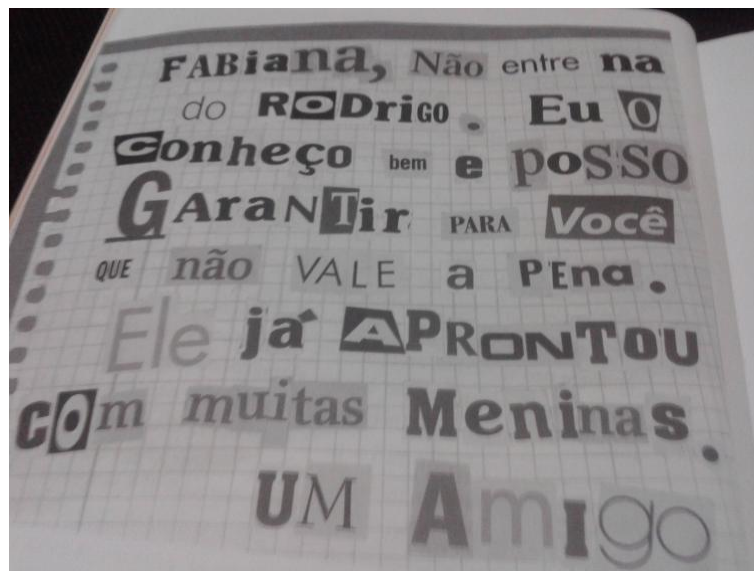 FABiana, Não entre na
do RODriGO. Eu O
Conheço bem e posSO
GAraNTir PARA Você
QUE não VALE a PEna.
Ele já APRONTOU
COm muitas Meninas.
UM AmIgo